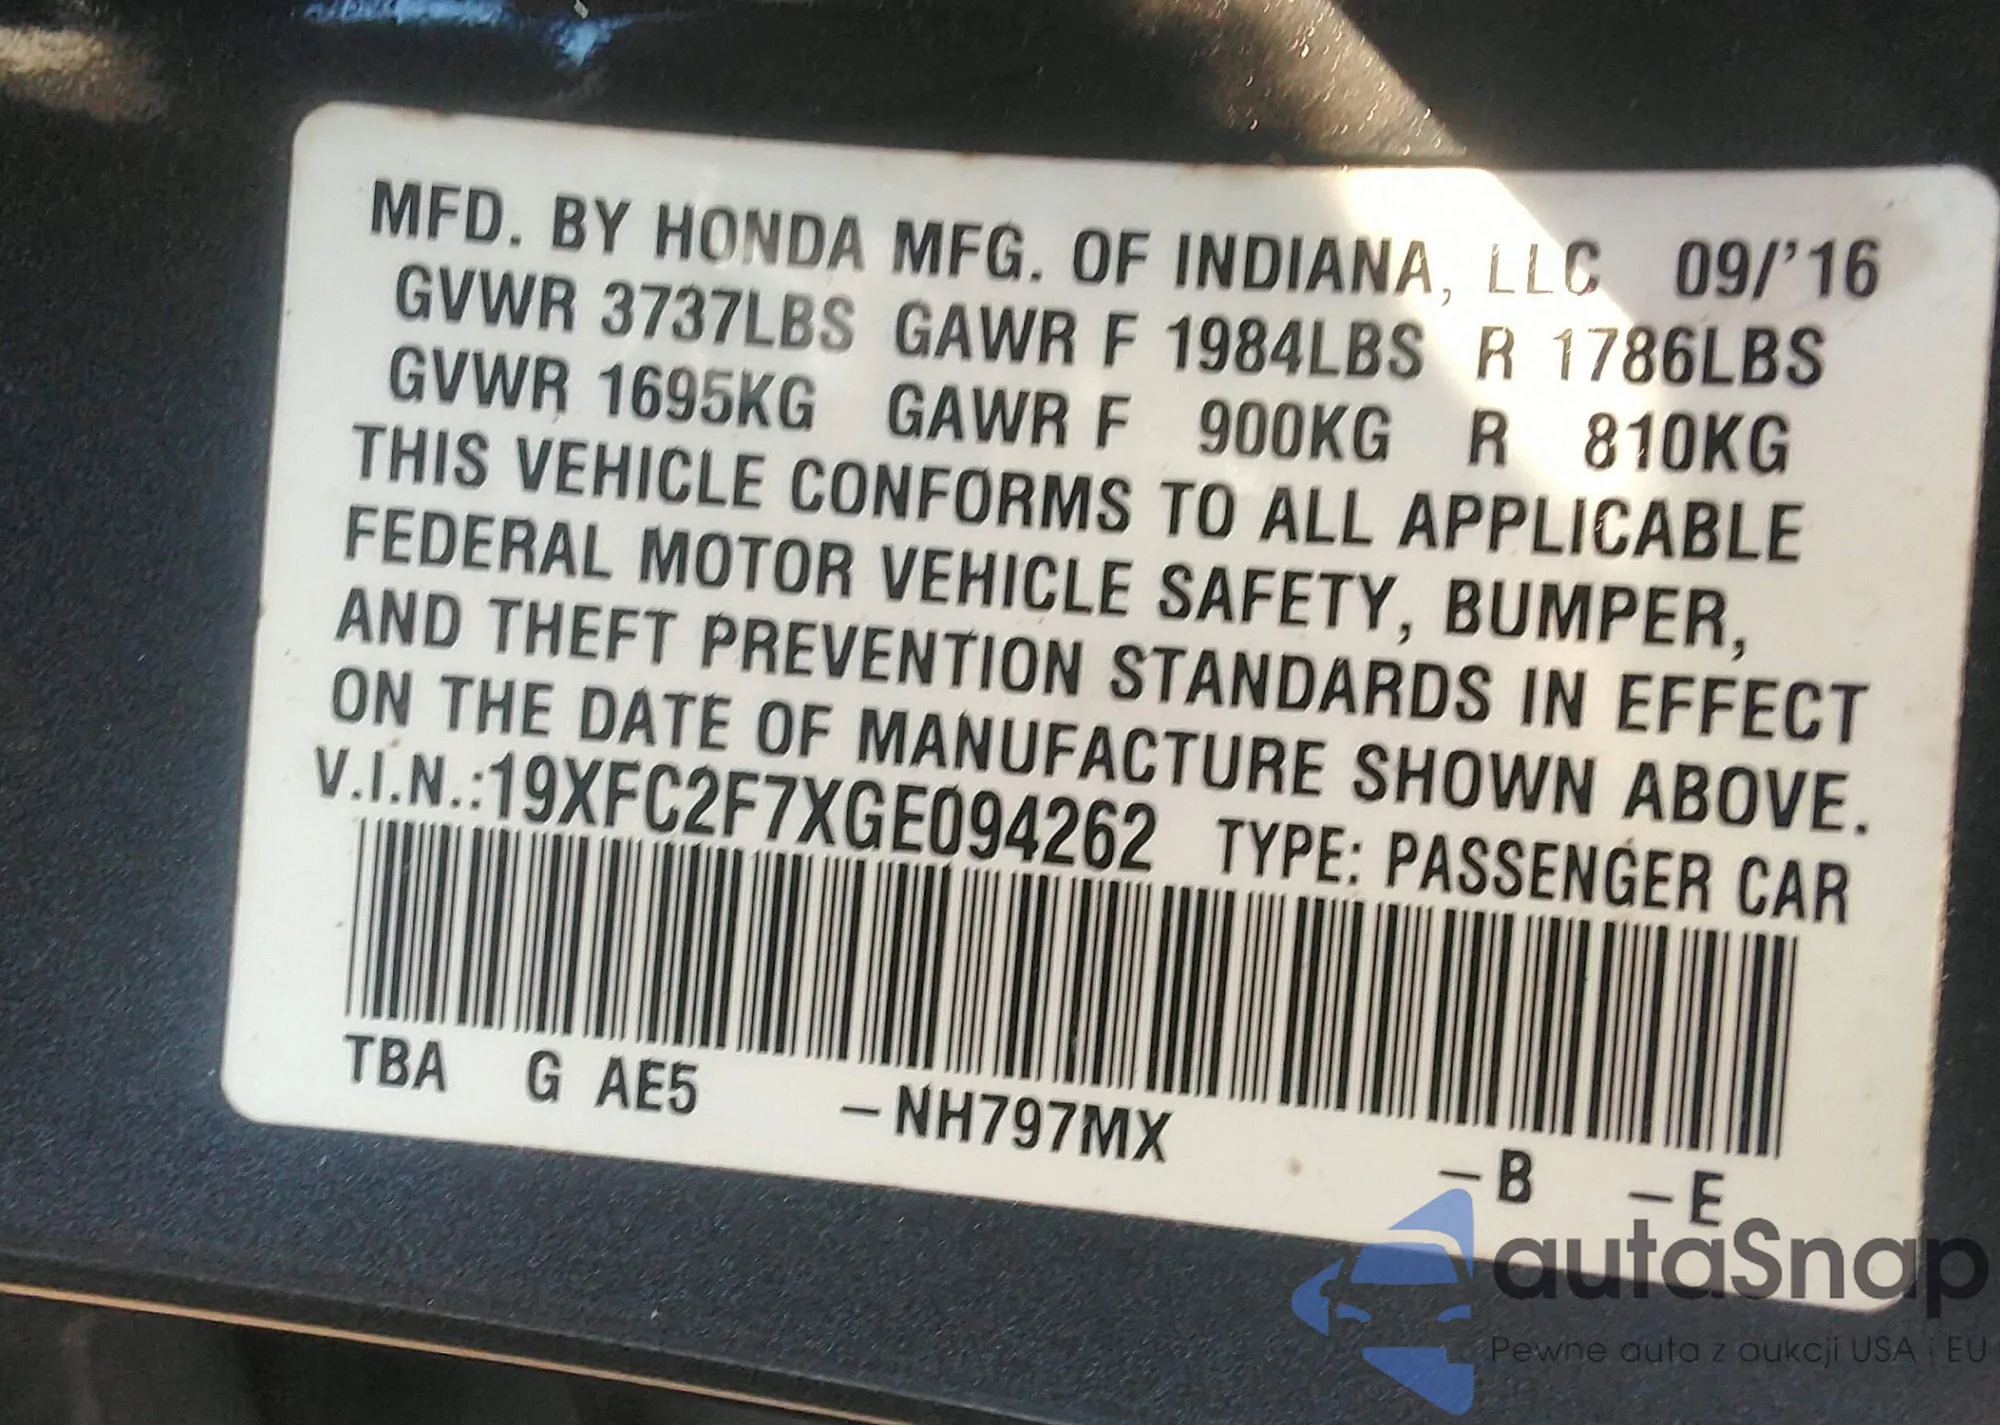 MFD. BY HONDA MFG. OF INDIANA, LLC 09/'16
GVWR 3737LBS GAWR F 1984LBS R 1786LBS
GVWR 1695KG GAWR F 900KG R 810KG
THIS VEHICLE CONFORMS TO ALL APPLICABLE
FEDERAL MOTOR VEHICLE SAFETY, BUMPER,
AND THEFT PREVENTION STANDARDS IN EFFECT
ON THE DATE OF MANUFACTURE SHOWN ABOVE.
V.I.N.:19XFC2F7XGE094262 TYPE: PASSENGER CAR
TBA G AE5 –NH797MX –B –E
autaSnap
Pewne auta z aukcji USA i EU